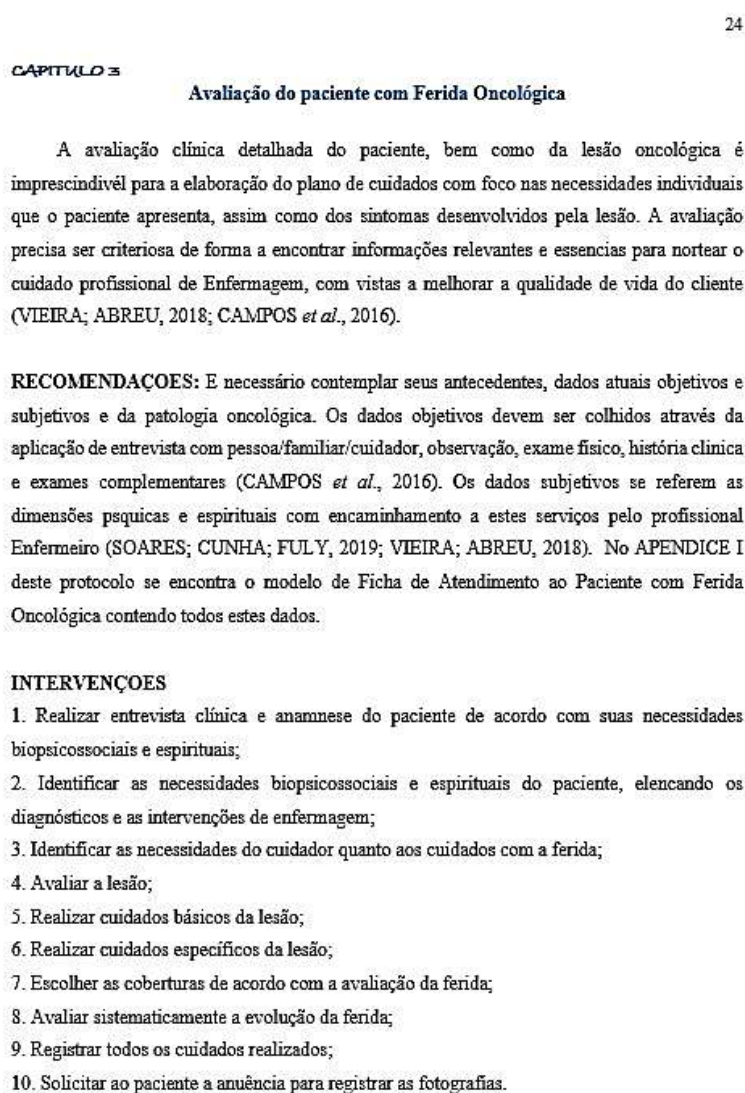 24
CAPITULO 3
Avaliação do paciente com Ferida Oncológica
A avaliação clínica detalhada do paciente, bem como da lesão oncológica é
imprescindivél para a elaboração do plano de cuidados com foco nas necessidades individuais
que o paciente apresenta, assim como dos sintomas desenvolvidos pela lesão. A avaliação
precisa ser criteriosa de forma a encontrar informações relevantes e essencias para nortear o
cuidado profissional de Enfermagem, com vistas a melhorar a qualidade de vida do cliente
(VIEIRA; ABREU, 2018; CAMPOS et al., 2016).
RECOMENDAÇOES: E necessário contemplar seus antecedentes, dados atuais objetivos e
subjetivos e da patologia oncológica. Os dados objetivos devem ser colhidos através da
aplicação de entrevista com pessoa/familiar/cuidador, observação, exame físico, história clinica
e exames complementares (CAMPOS et al., 2016). Os dados subjetivos se referem as
dimensões psquicas e espirituais com encaminhamento a estes serviços pelo profissional
Enfermeiro (SOARES; CUNHA; FULY, 2019; VIEIRA; ABREU, 2018). No APENDICE I
deste protocolo se encontra o modelo de Ficha de Atendimento ao Paciente com Ferida
Oncológica contendo todos estes dados.
INTERVENÇOES
1. Realizar entrevista clínica e anamnese do paciente de acordo com suas necessidades
biopsicossociais e espirituais;
2. Identificar as necessidades biopsicossociais e espirituais do paciente, elencando os
diagnósticos e as intervenções de enfermagem;
3. Identificar as necessidades do cuidador quanto aos cuidados com a ferida;
4. Avaliar a lesão;
5. Realizar cuidados básicos da lesão;
6. Realizar cuidados específicos da lesão;
7. Escolher as coberturas de acordo com a avaliação da ferida;
8. Avaliar sistematicamente a evolução da ferida;
9. Registrar todos os cuidados realizados;
10. Solicitar ao paciente a anuência para registrar as fotografias.